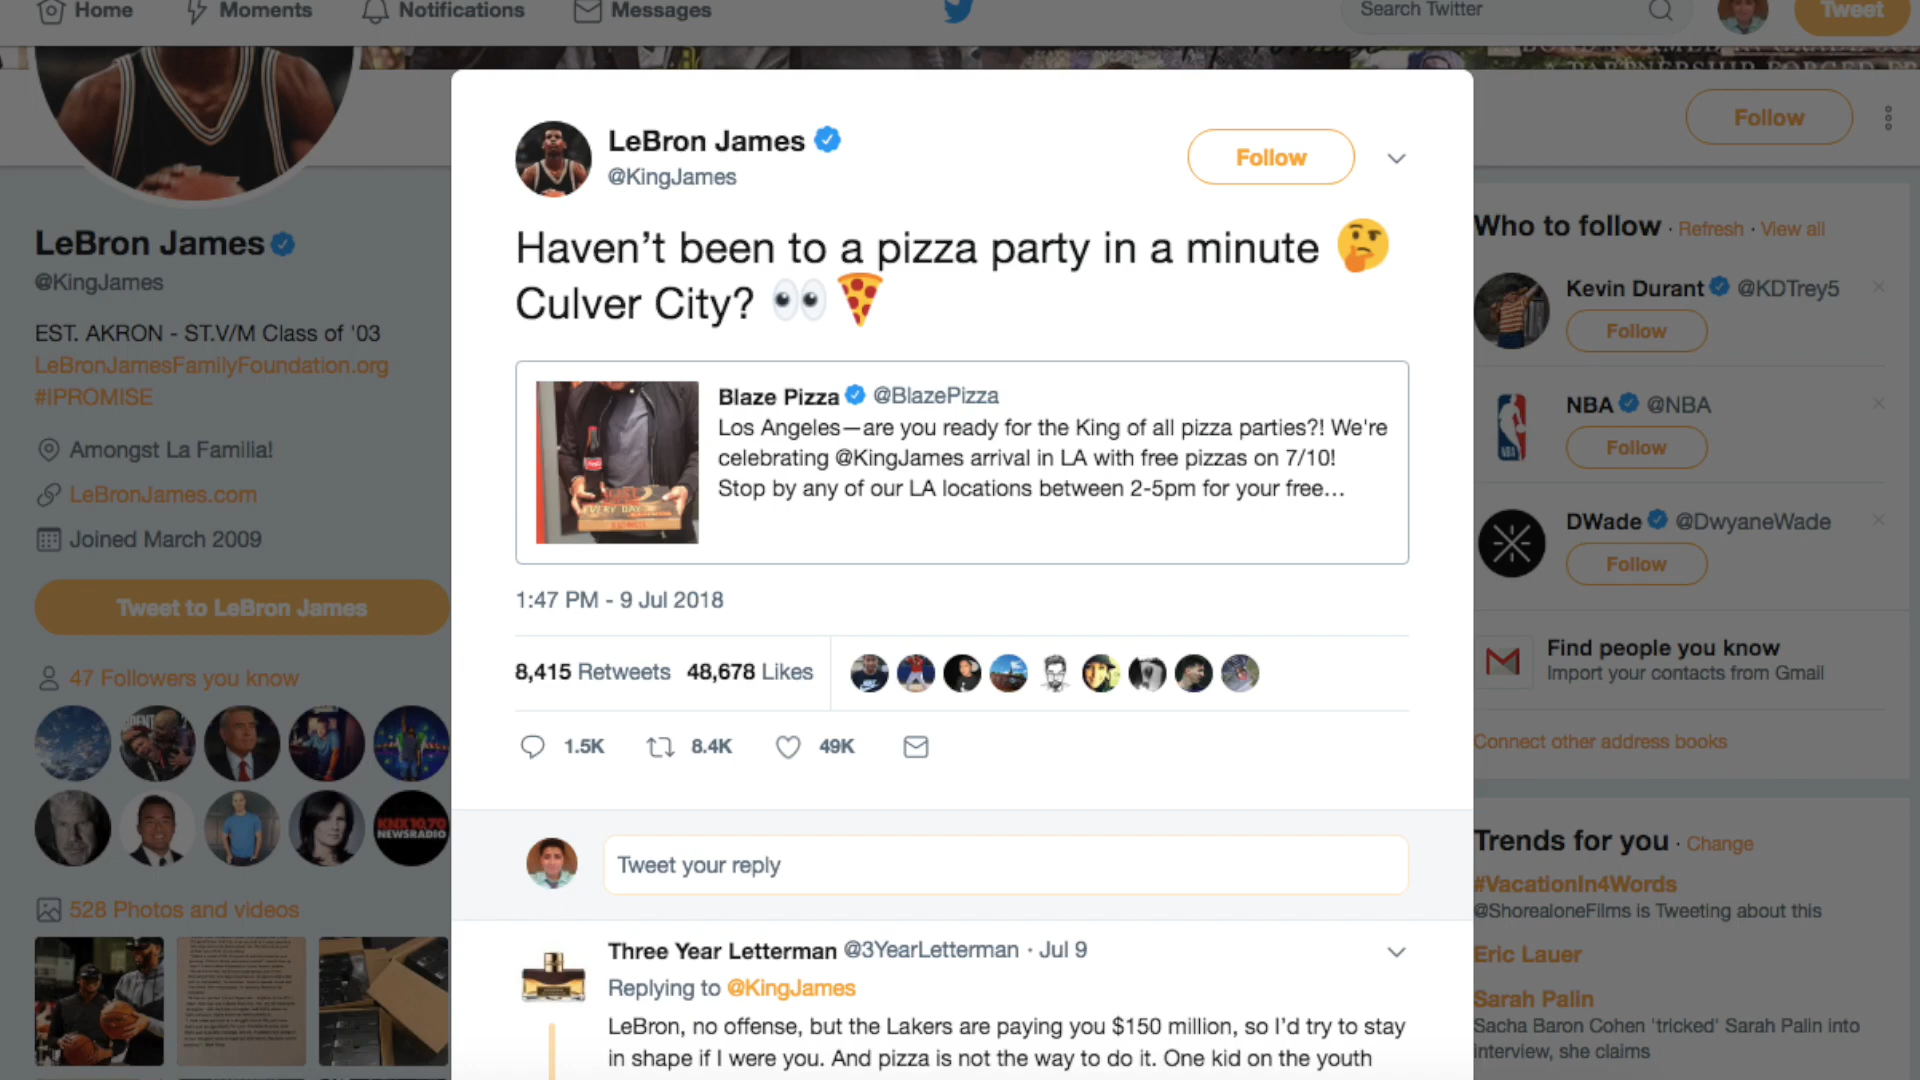 Home
Moments
Notifications
Messages
Search Twitter
Tweet
Follow
LeBron James
@KingJames
EST. AKRON - ST.V/M Class of '03
LeBronJamesFamilyFoundation.org
#IPROMISE
Amongst La Familia!
LeBronJames.com
Joined March 2009
Tweet to LeBron James
47 Followers you know
KNX 10.70
NEWSRADIO
528 Photos and videos
LeBron James
@KingJames
Follow
Haven’t been to a pizza party in a minute 🤔
Culver City? 👀🍕
Blaze Pizza @BlazePizza
Los Angeles—are you ready for the King of all pizza parties?! We're
celebrating @KingJames arrival in LA with free pizzas on 7/10!
Stop by any of our LA locations between 2-5pm for your free…
EVERY DAY
1:47 PM - 9 Jul 2018
8,415 Retweets 48,678 Likes
1.5K 8.4K 49K
Tweet your reply
Three Year Letterman @3YearLetterman · Jul 9
Replying to @KingJames
LeBron, no offense, but the Lakers are paying you $150 million, so I’d try to stay
in shape if I were you. And pizza is not the way to do it. One kid on the youth
Who to follow · Refresh · View all
Kevin Durant @KDTrey5
Follow
NBA @NBA
Follow
DWade @DwyaneWade
Follow
Find people you know
Import your contacts from Gmail
Connect other address books
Trends for you · Change
#VacationIn4Words
@ShorealoneFilms is Tweeting about this
Eric Lauer
Sarah Palin
Sacha Baron Cohen 'tricked' Sarah Palin into
interview, she claims